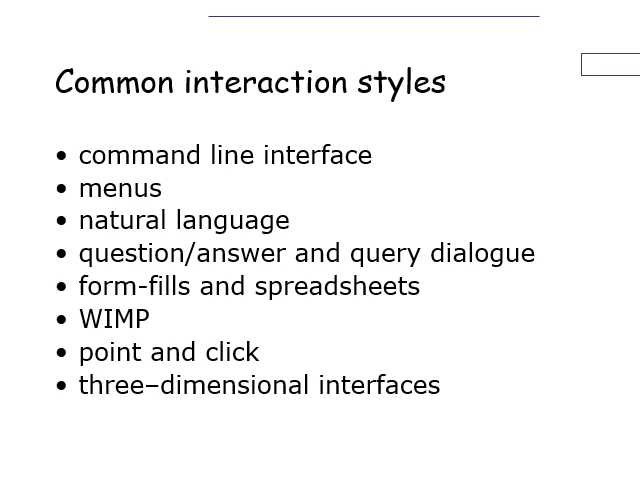 Common interaction styles
• command line interface
• menus
• natural language
• question/answer and query dialogue
• form-fills and spreadsheets
• WIMP
• point and click
• three–dimensional interfaces